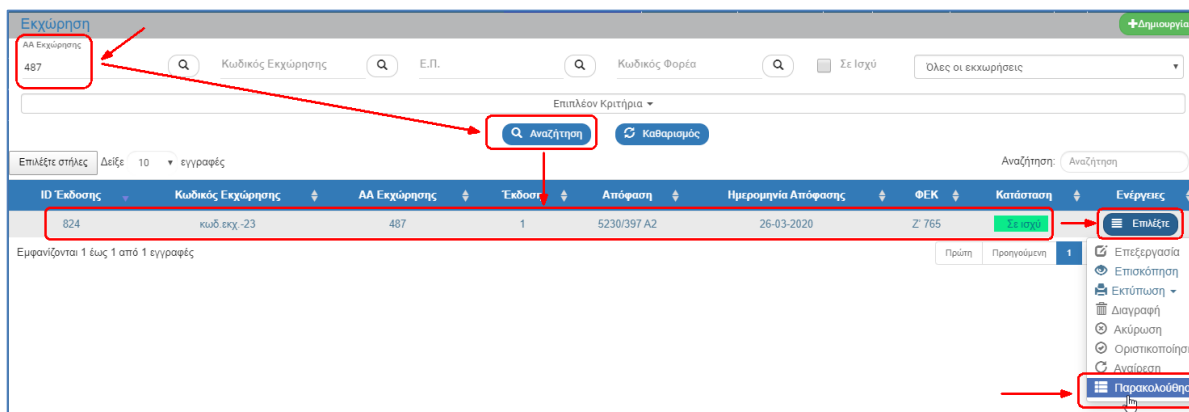 Εκχώρηση
+Δημιουργία
ΑΑ Εκχώρησης
487 Κωδικός Εκχώρησης Ε.Π. Κωδικός Φορέα Σε Ισχύ Όλες οι εκχωρήσεις
Επιπλέον Κριτήρια
Αναζήτηση Καθαρισμός
Επιλέξτε στήλες Δείξε 10 εγγραφές Αναζήτηση: Αναζήτηση
ID Έκδοσης Κωδικός Εκχώρησης ΑΑ Εκχώρησης Έκδοση Απόφαση Ημερομηνία Απόφασης ΦΕΚ Κατάσταση Ενέργειες
824 κωδ.εκχ.-23 487 1 5230/397 Α2 26-03-2020 Ζ' 765 Σε ισχύ Επιλέξτε
Εμφανίζονται 1 έως 1 από 1 εγγραφές Πρώτη Προηγούμενη 1
Επεξεργασία
Επισκόπηση
Εκτύπωση
Διαγραφή
Ακύρωση
Οριστικοποίησ
Αναίρεση
Παρακολούθησ